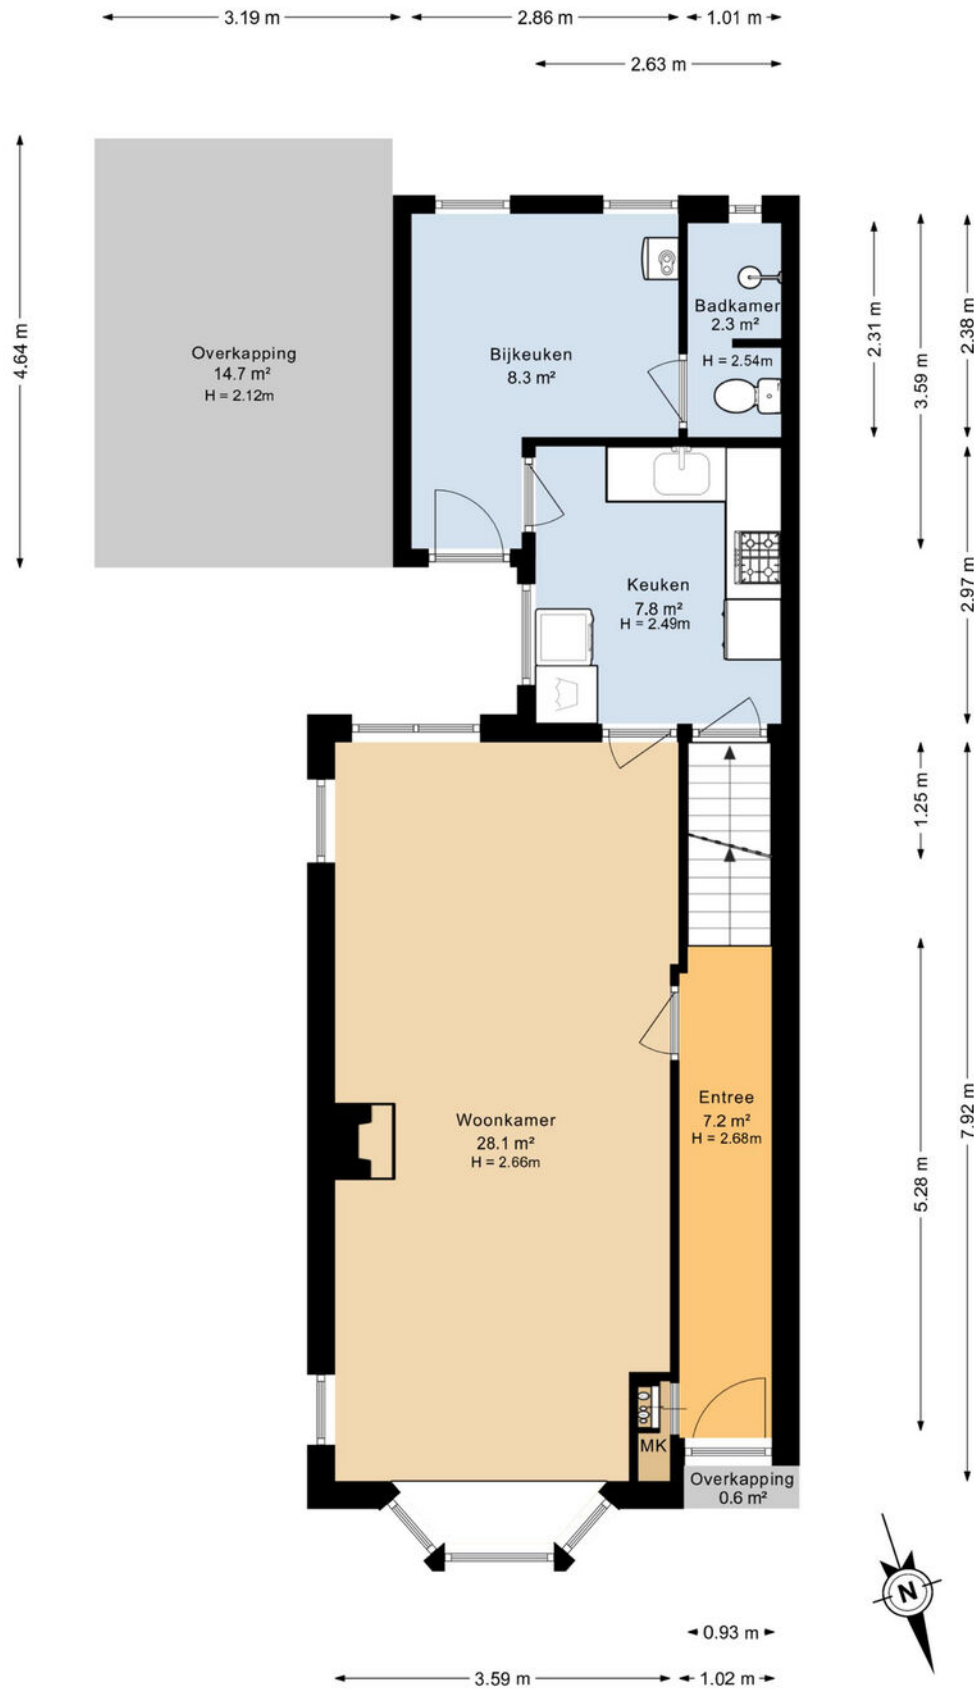 3.19 m
2.86 m
1.01 m
2.63 m
4.64 m
2.31 m
3.59 m
2.38 m
Overkapping
14.7 m²
H = 2.12m
Bijkeuken
8.3 m²
Badkamer
2.3 m²
H = 2.54m
Keuken
7.8 m²
H = 2.49m
2.97 m
1.25 m
Woonkamer
28.1 m²
H = 2.66m
Entree
7.2 m²
H = 2.68m
5.28 m
7.92 m
MK
Overkapping
0.6 m²
N
0.93 m
3.59 m
1.02 m